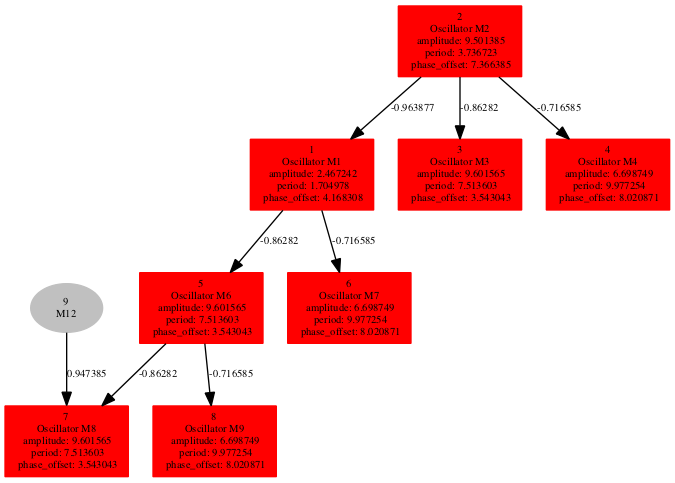 2
Oscillator M2
amplitude: 9.501385
period: 3.736723
phase_offset: 7.366385
-0.963877
-0.86282
-0.716585
1
Oscillator M1
amplitude: 2.467242
period: 1.704978
phase_offset: 4.168308
3
Oscillator M3
amplitude: 9.601565
period: 7.513603
phase_offset: 3.543043
4
Oscillator M4
amplitude: 6.698749
period: 9.977254
phase_offset: 8.020871
-0.86282
-0.716585
5
Oscillator M6
amplitude: 9.601565
period: 7.513603
phase_offset: 3.543043
6
Oscillator M7
amplitude: 6.698749
period: 9.977254
phase_offset: 8.020871
9
M12
0.947385
-0.86282
-0.716585
7
Oscillator M8
amplitude: 9.601565
period: 7.513603
phase_offset: 3.543043
8
Oscillator M9
amplitude: 6.698749
period: 9.977254
phase_offset: 8.020871